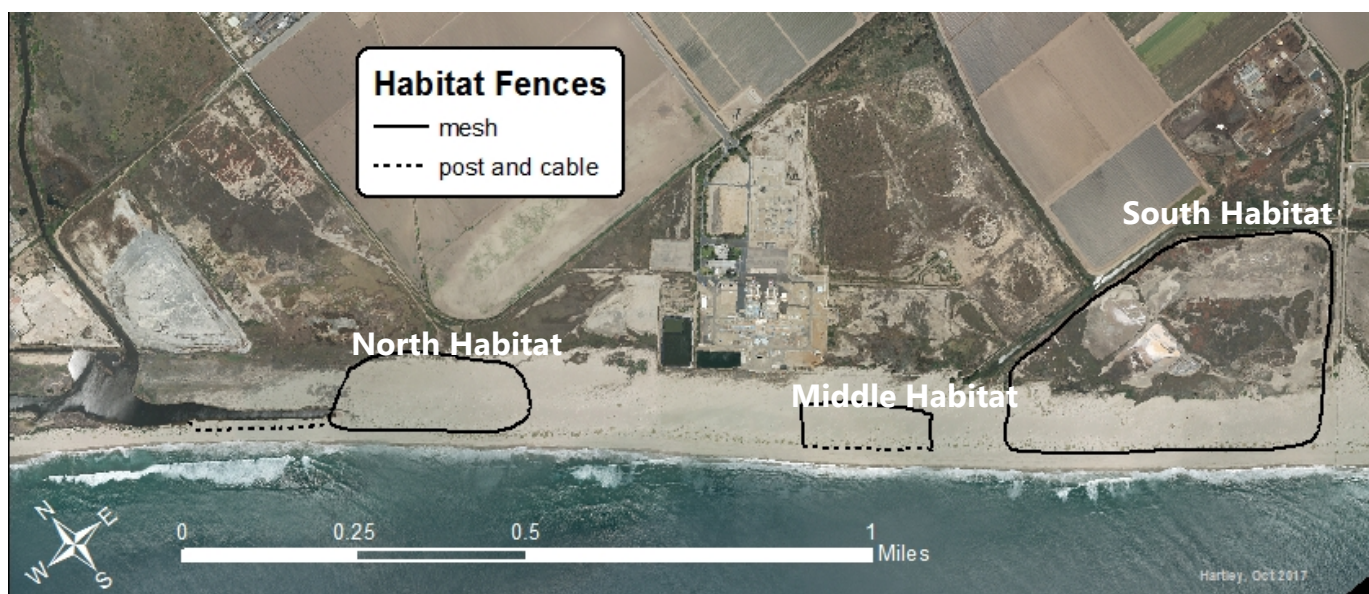 Habitat Fences
mesh
post and cable
South Habitat
North Habitat
Middle Habitat
N
E
W
S
0
0.25
0.5
1
Miles
Hartley, Oct 2017